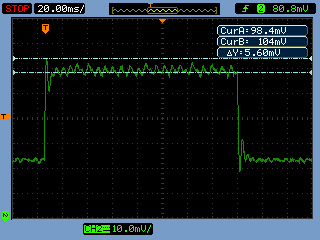 STOP 20.00ms/ T 2 80.8mV
T
CurA=98.4mV
CurB= 104mV
ΔY=5.60mV
T
2
CH2 10.0mV/